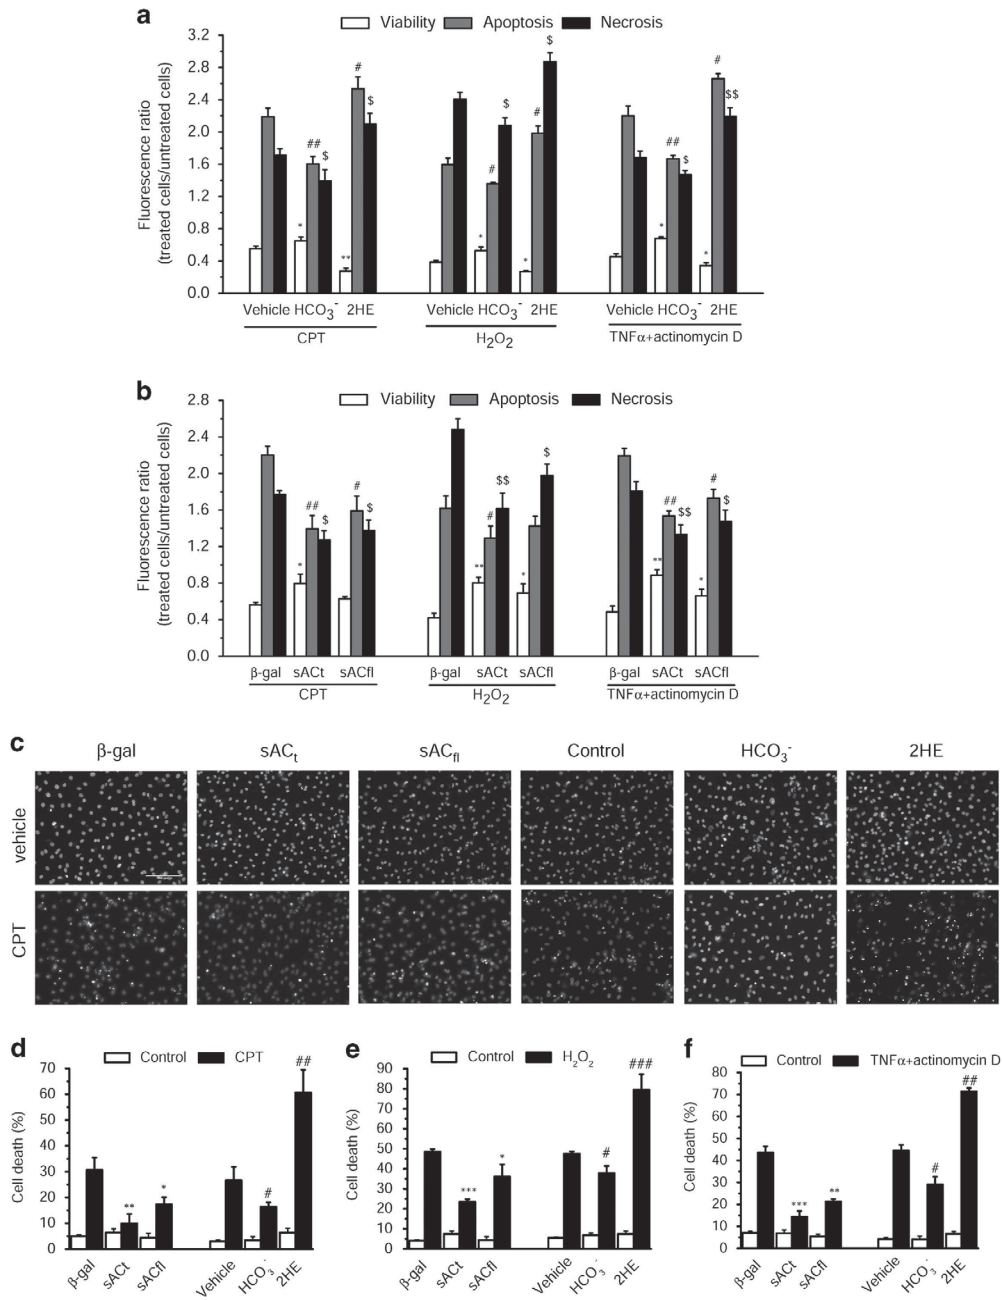 a
Viability Apoptosis Necrosis
Fluorescence ratio
(treated cells/untreated cells)
3.2
2.8
2.4
2.0
1.6
1.2
0.8
0.4
0.0
* ## $ ** # $
* # $ * # $
* ## $ * # $$
Vehicle HCO3- 2HE Vehicle HCO3- 2HE Vehicle HCO3- 2HE
CPT H2O2 TNFα+actinomycin D
b
Viability Apoptosis Necrosis
Fluorescence ratio
(treated cells/untreated cells)
2.8
2.4
2.0
1.6
1.2
0.8
0.4
0.0
* ## $ # $
** # $$ * $
** ## $$ * # $
β-gal sACt sACfl β-gal sACt sACfl β-gal sACt sACfl
CPT H2O2 TNFα+actinomycin D
c
β-gal sACt sACfl Control HCO3- 2HE
vehicle
CPT
d
Control CPT
Cell death (%)
70
60
50
40
30
20
10
0
** * # ##
β-gal sACt sACfl Vehicle HCO3- 2HE
e
Control H2O2
Cell death (%)
90
80
70
60
50
40
30
20
10
0
*** * # ###
β-gal sACt sACfl Vehicle HCO3- 2HE
f
Control TNFα+actinomycin D
Cell death (%)
80
70
60
50
40
30
20
10
0
*** ** # ##
β-gal sACt sACfl Vehicle HCO3- 2HE